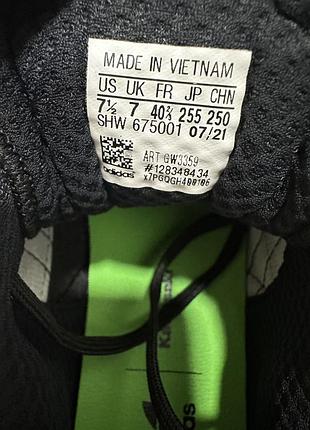 MADE IN VIETNAM
US UK FR JP CHN
7½ 7 40⅔ 255 250
SHW 675001 07/21
ART GW3359
#128348434
adidas